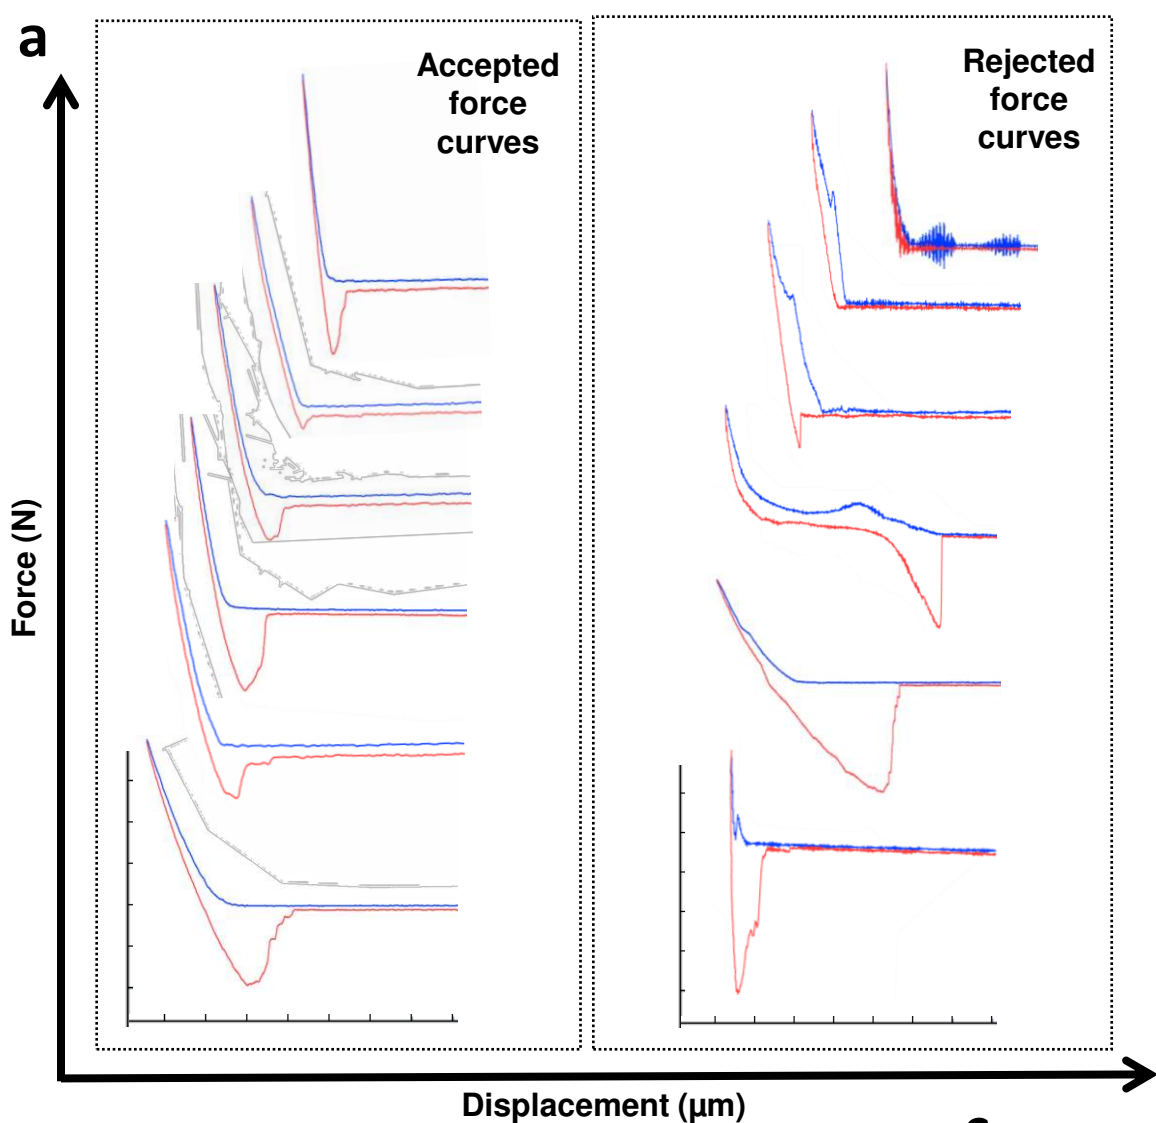 a
Accepted
force
curves
Rejected
force
curves
Force (N)
Displacement (µm)